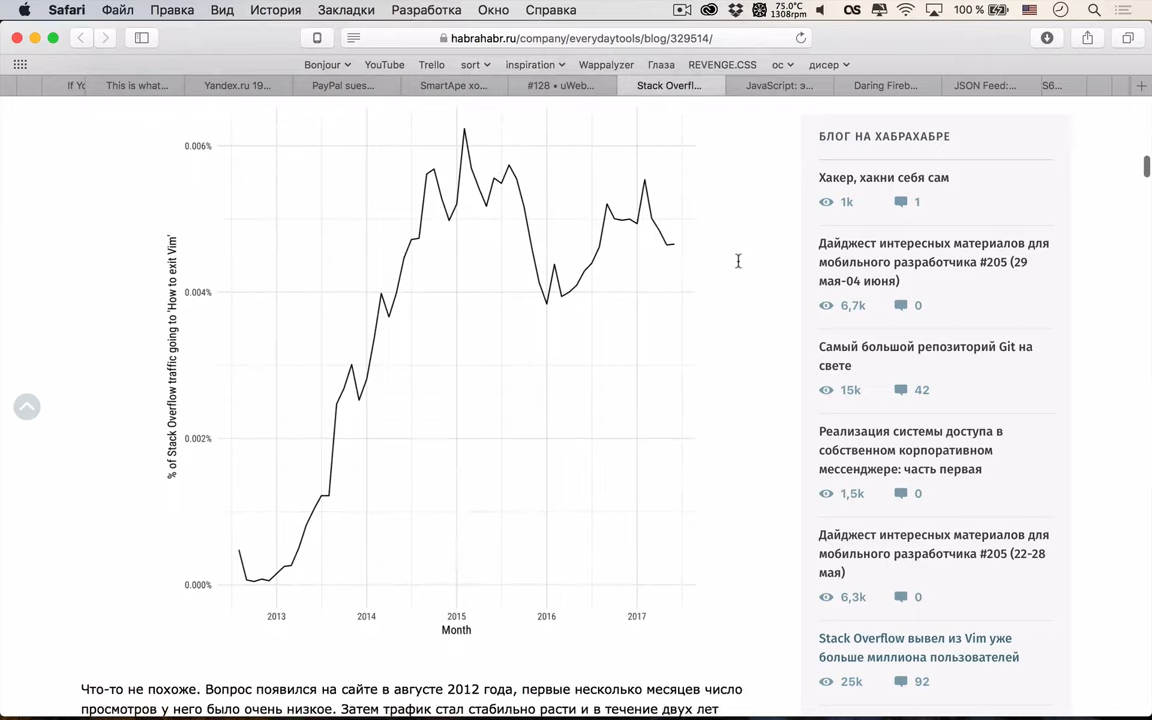 Safari Файл Правка Вид История Закладки Разработка Окно Справка 75.0°C 1308rpm 100 %
habrahabr.ru/company/everydaytools/blog/329514/
Bonjour YouTube Trello sort inspiration Wappalyzer Глаза REVENGE.CSS ос дисер
If Yo This is what... Yandex.ru 19... PayPal sues... SmartApe хо... #128 • uWeb... Stack Overfl... JavaScript: э... Daring Fireb... JSON Feed:... S6...
БЛОГ НА ХАБРАХАБРЕ
Хакер, хакни себя сам
1k 1
Дайджест интересных материалов для
мобильного разработчика #205 (29
мая-04 июня)
6,7k 0
Самый большой репозиторий Git на
свете
15k 42
Реализация системы доступа в
собственном корпоративном
мессенджере: часть первая
1,5k 0
Дайджест интересных материалов для
мобильного разработчика #205 (22-28
мая)
6,3k 0
Stack Overflow вывел из Vim уже
больше миллиона пользователей
25k 92
% of Stack Overflow traffic going to 'How to exit Vim'
0.006%
0.004%
0.002%
0.000%
2013 2014 2015 2016 2017
Month
Что-то не похоже. Вопрос появился на сайте в августе 2012 года, первые несколько месяцев число
просмотров у него было очень низкое. Затем трафик стал стабильно расти и в течение двух лет